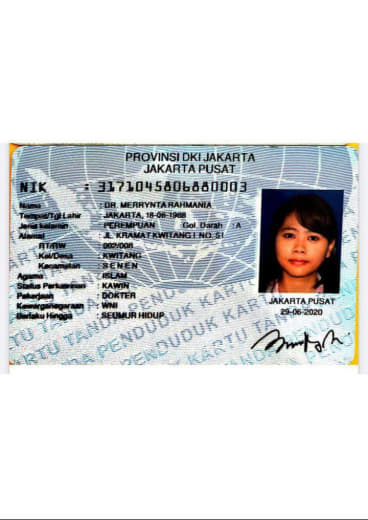 PROVINSI DKI JAKARTA
JAKARTA PUSAT
NIK : 3171045806880003
Nama : DR. MERRYNTA RAHMANIA
Tempat/Tgl Lahir : JAKARTA, 18-06-1988
Jenis kelamin : PEREMPUAN Gol. Darah : A
Alamat : JL. KRAMAT KWITANG I NO. 51
RT/RW : 002/008
Kel/Desa : KWITANG
Kecamatan : SENEN
Agama : ISLAM
Status Perkawinan : KAWIN
Pekerjaan : DOKTER
Kewarganegaraan : WNI
Berlaku Hingga : SEUMUR HIDUP
JAKARTA PUSAT
29-06-2020
KARTU TANDA PENDUDUK KARTU TANDA